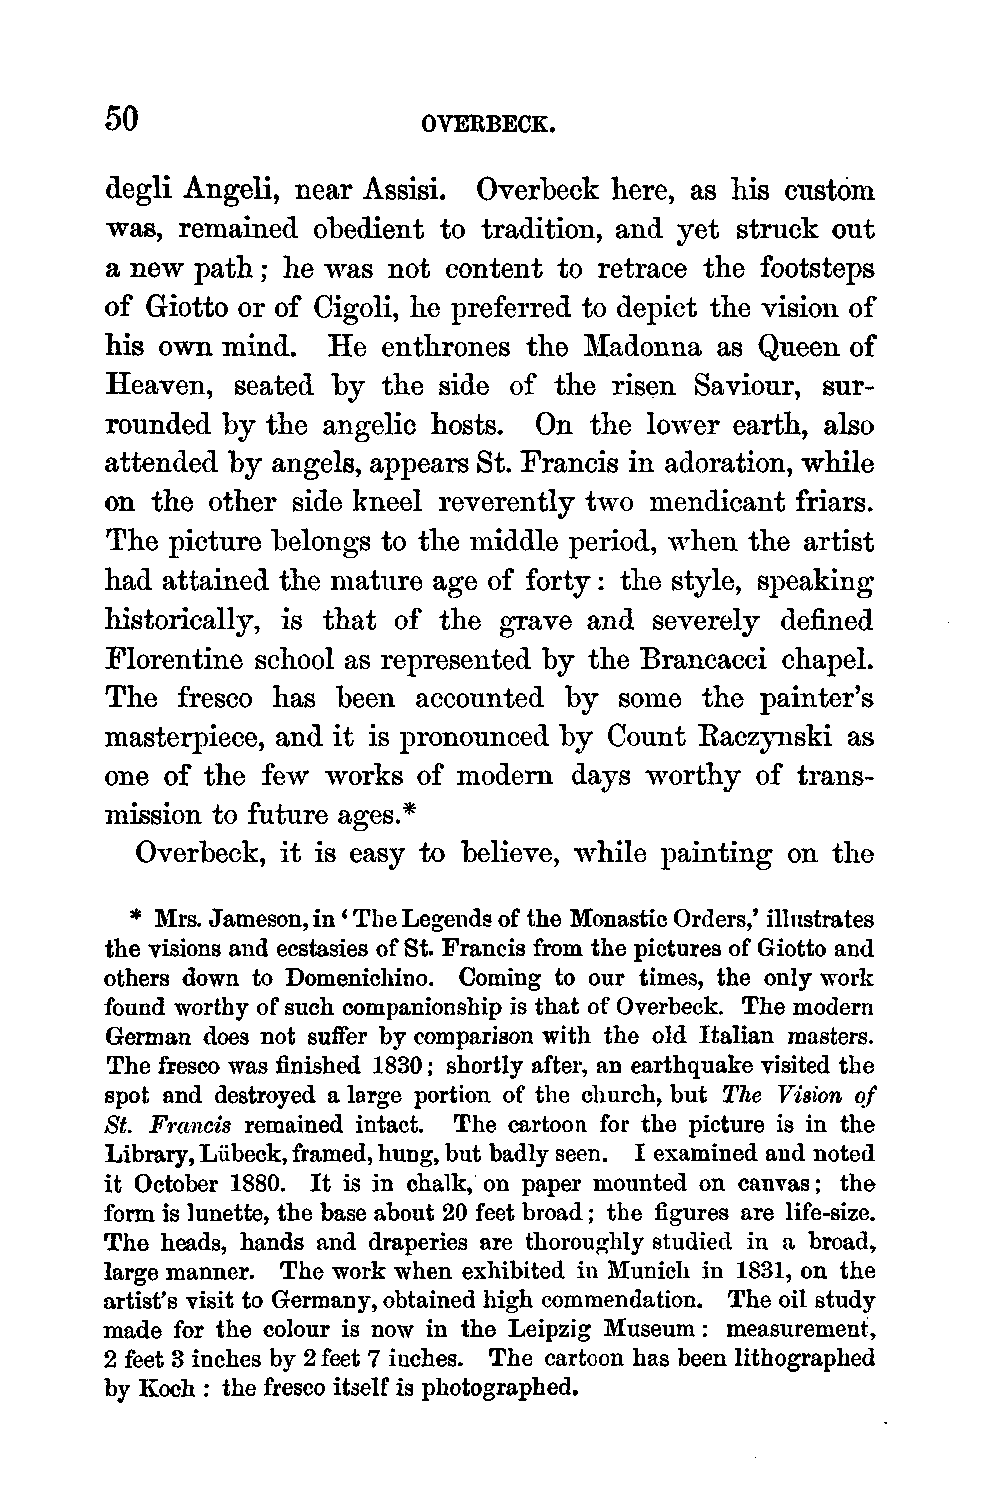 50 OVERBECK.
degli Angeli, near Assisi. Overbeck here, as his custom
was, remained obedient to tradition, and yet struck out
a new path; he was not content to retrace the footsteps
of Giotto or of Cigoli, he preferred to depict the vision of
his own mind. He enthrones the Madonna as Queen of
Heaven, seated by the side of the risen Saviour, sur-
rounded by the angelic hosts. On the lower earth, also
attended by angels, appears St. Francis in adoration, while
on the other side kneel reverently two mendicant friars.
The picture belongs to the middle period, when the artist
had attained the mature age of forty: the style, speaking
historically, is that of the grave and severely defined
Florentine school as represented by the Brancacci chapel.
The fresco has been accounted by some the painter's
masterpiece, and it is pronounced by Count Raczynski as
one of the few works of modern days worthy of trans-
mission to future ages.*
Overbeck, it is easy to believe, while painting on the
* Mrs. Jameson, in 'The Legends of the Monastic Orders,' illustrates
the visions and ecstasies of St. Francis from the pictures of Giotto and
others down to Domenichino. Coming to our times, the only work
found worthy of such companionship is that of Overbeck. The modern
German does not suffer by comparison with the old Italian masters.
The fresco was finished 1830; shortly after, an earthquake visited the
spot and destroyed a large portion of the church, but The Vision of
St. Francis remained intact. The cartoon for the picture is in the
Library, Lübeck, framed, hung, but badly seen. I examined and noted
it October 1880. It is in chalk, on paper mounted on canvas; the
form is lunette, the base about 20 feet broad; the figures are life-size.
The heads, hands and draperies are thoroughly studied in a broad,
large manner. The work when exhibited in Munich in 1831, on the
artist's visit to Germany, obtained high commendation. The oil study
made for the colour is now in the Leipzig Museum: measurement,
2 feet 3 inches by 2 feet 7 inches. The cartoon has been lithographed
by Koch: the fresco itself is photographed.